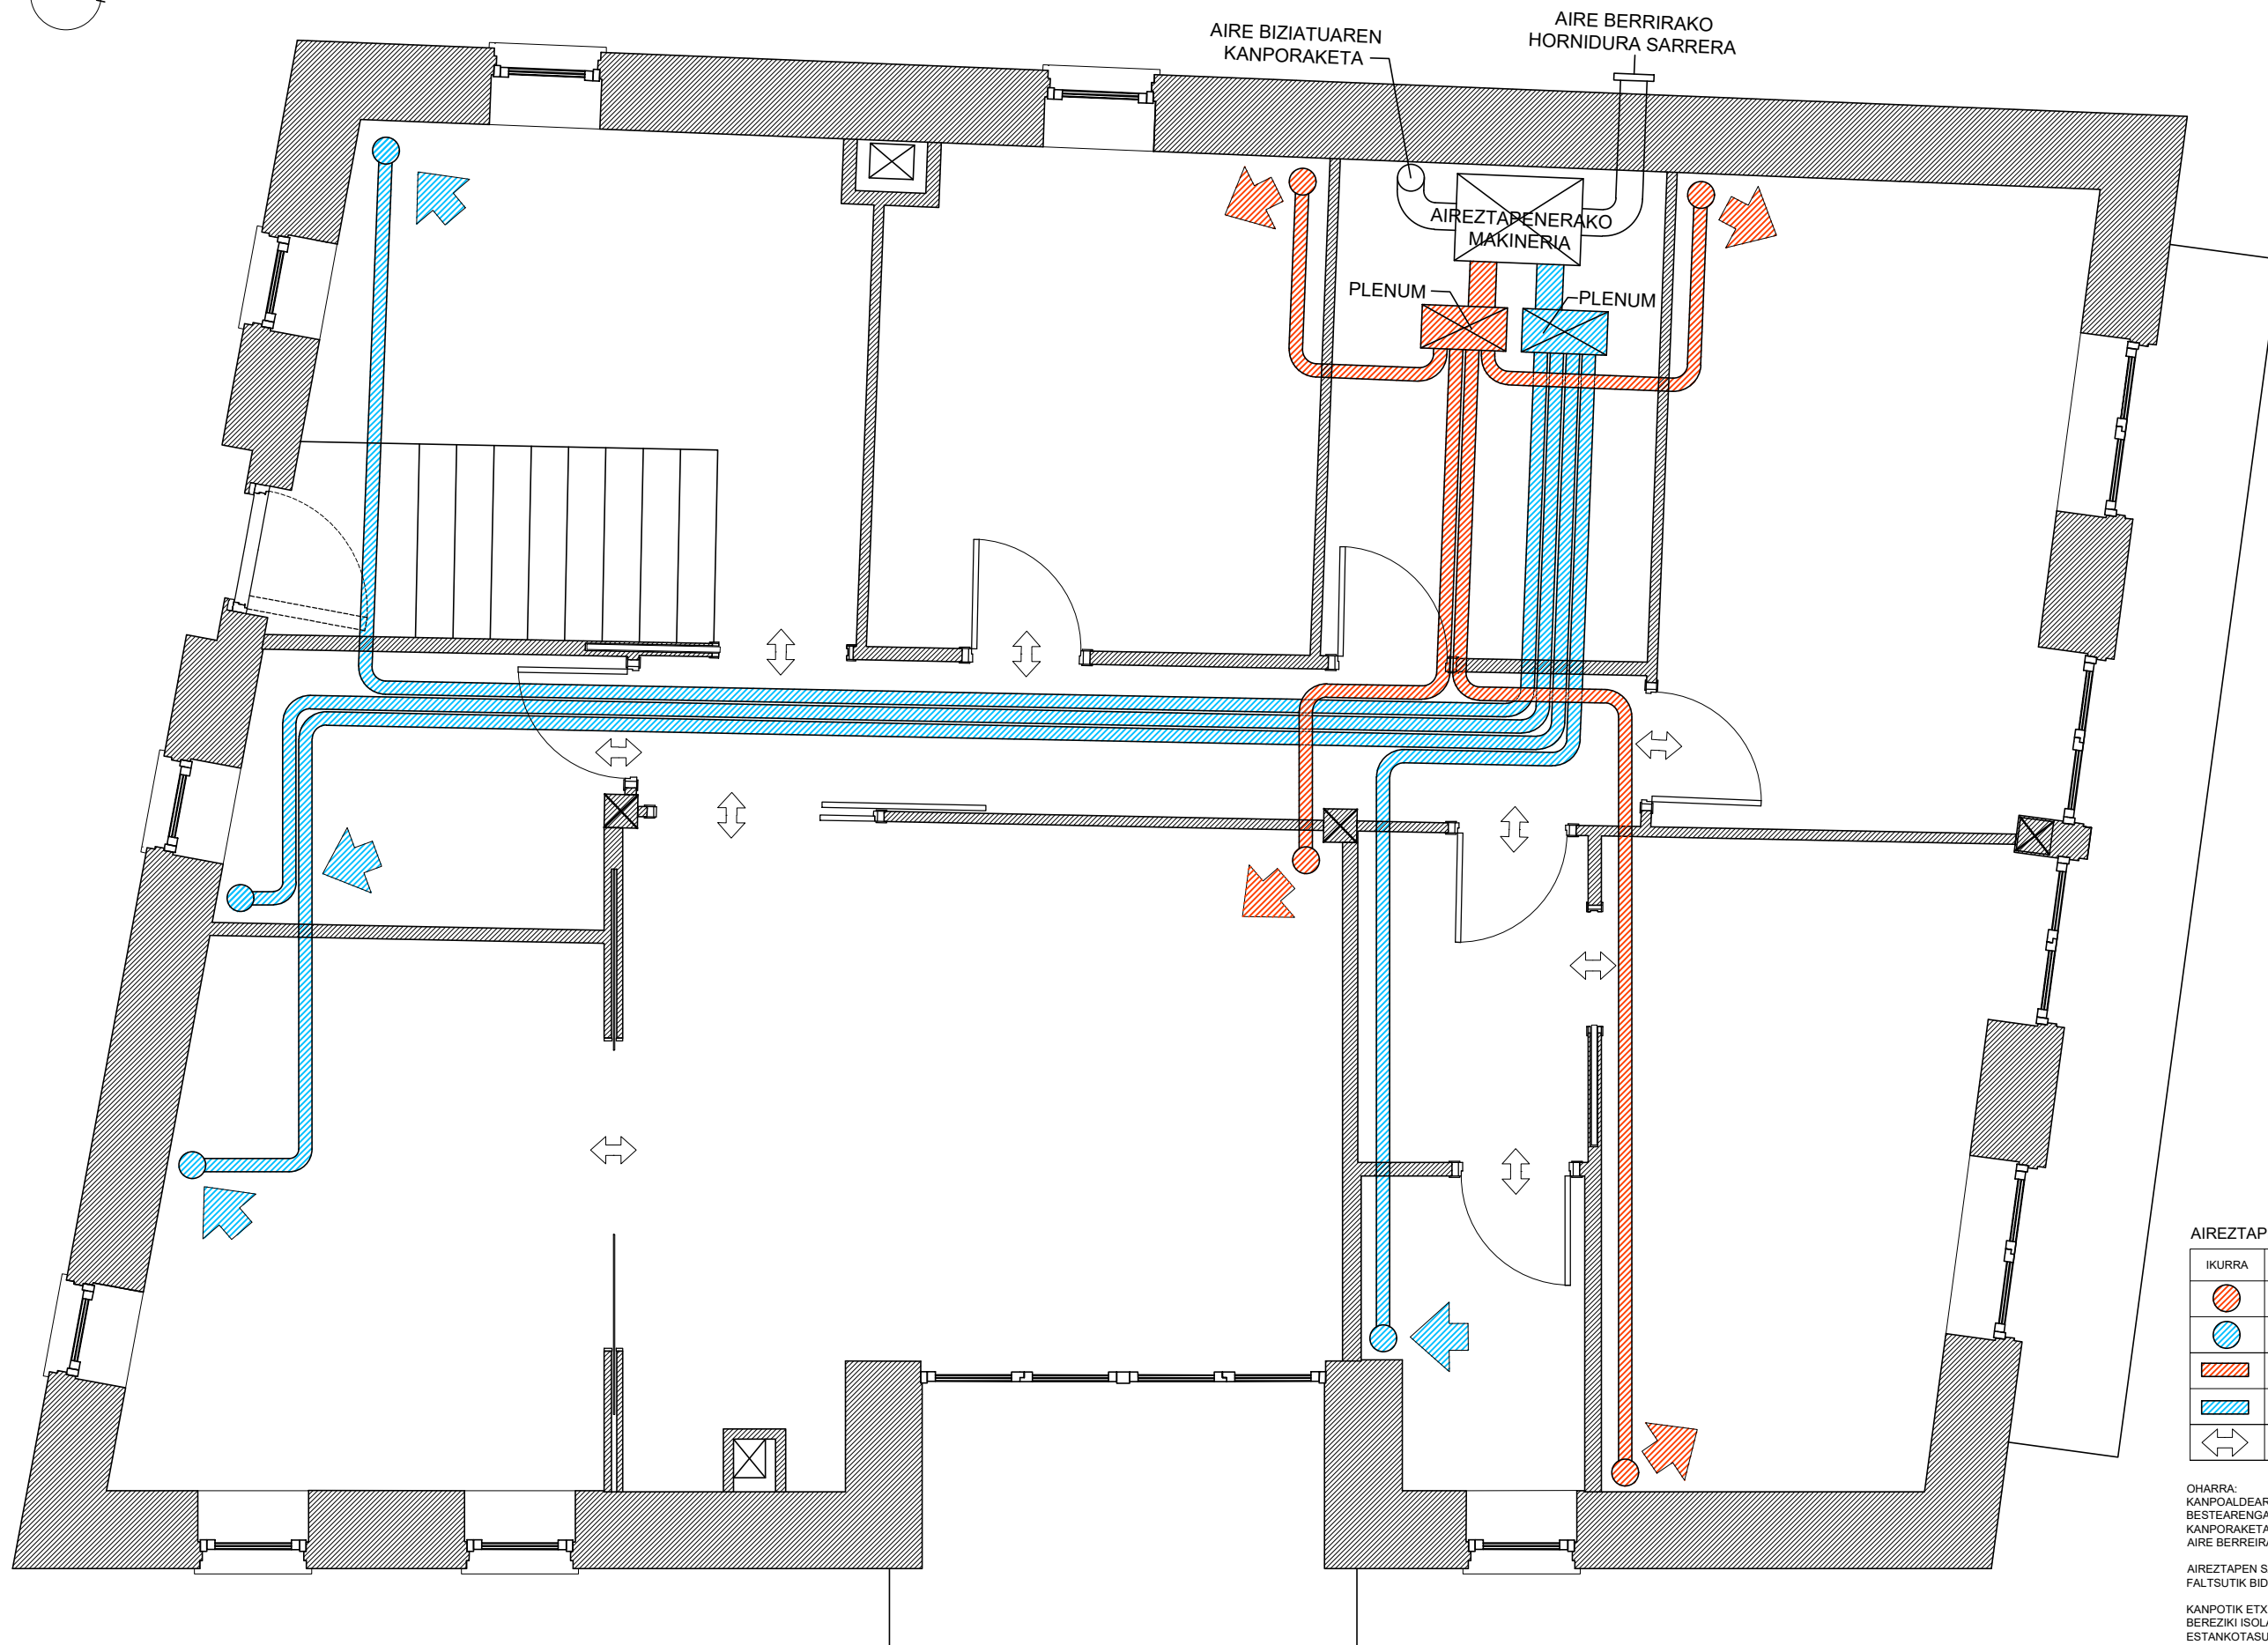 AIRE BIZIATUAREN
KANPORAKETA
AIRE BERRIRAKO
HORNIDURA SARRERA
AIREZTAPENERAKO
MAKINERIA
PLENUM
PLENUM
AIREZTAP
IKURRA
OHARRA:
KANPOALDEAR
BESTEARENGA
KANPORAKETA
AIRE BERREIRA
AIREZTAPEN S
FALTSUTIK BID
KANPOTIK ETX
BEREZIKI ISOLA
ESTANKOTASU